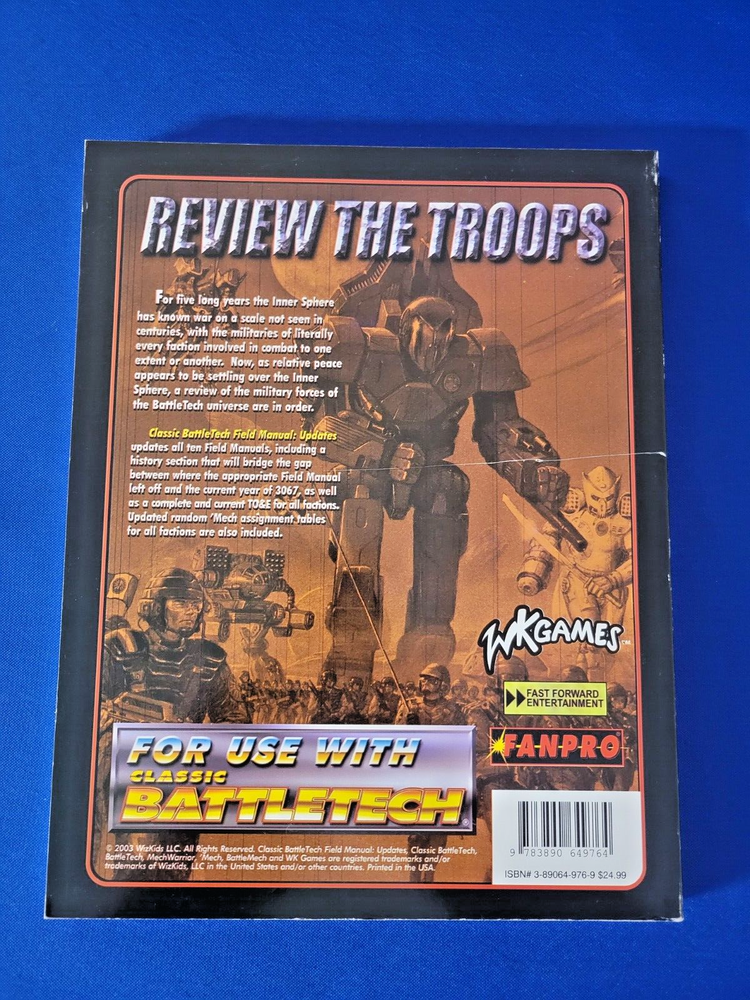 REVIEW THE TROOPS
For five long years the Inner Sphere
has known war on a scale not seen in
centuries, with the militaries of literally
every faction involved in combat to one
extent or another. Now, as relative peace
appears to be settling over the Inner
Sphere, a review of the military forces of
the BattleTech universe are in order.
Classic BattleTech Field Manual: Updates
updates all ten Field Manuals, including a
history section that will bridge the gap
between where the appropriate Field Manual
left off and the current year of 3067, as well
as a complete and current TO&E for all factions.
Updated random 'Mech assignment tables
for all factions are also included.
WKGAMES™
FAST FORWARD
ENTERTAINMENT
FANPRO®
FOR USE WITH
CLASSIC
BATTLETECH®
© 2003 WizKids LLC. All Rights Reserved. Classic BattleTech Field Manual: Updates, Classic BattleTech,
BattleTech, MechWarrior, 'Mech, BattleMech and WK Games are registered trademarks and/or
trademarks of WizKids, LLC in the United States and/or other countries. Printed in the USA.
9 783890 649764
ISBN# 3-89064-976-9 $24.99